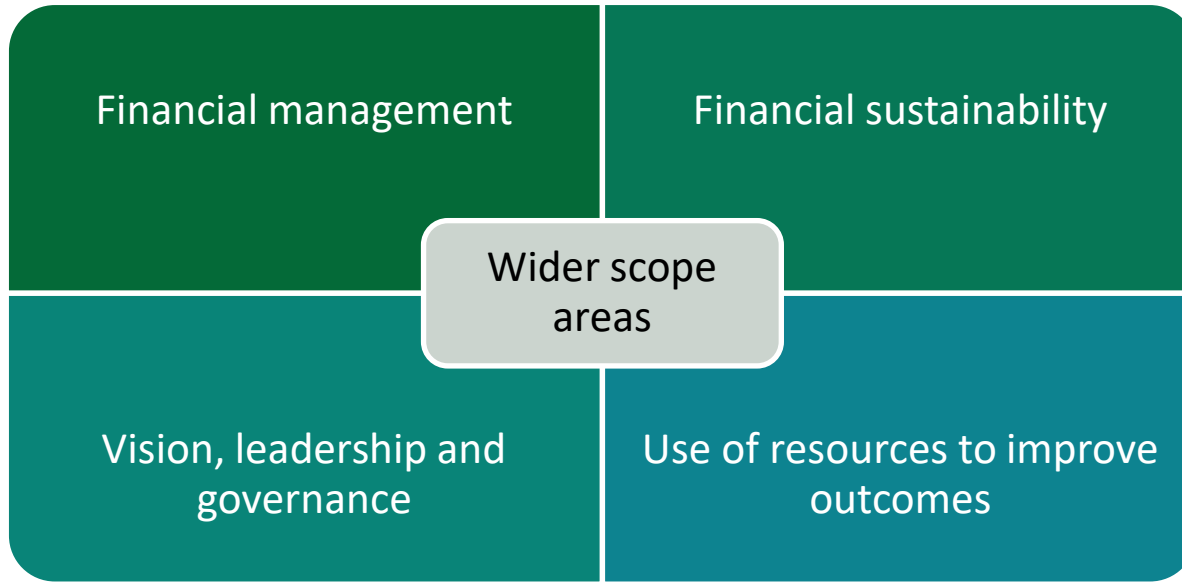 Financial management
Financial sustainability
Wider scope
areas
Vision, leadership and
governance
Use of resources to improve
outcomes